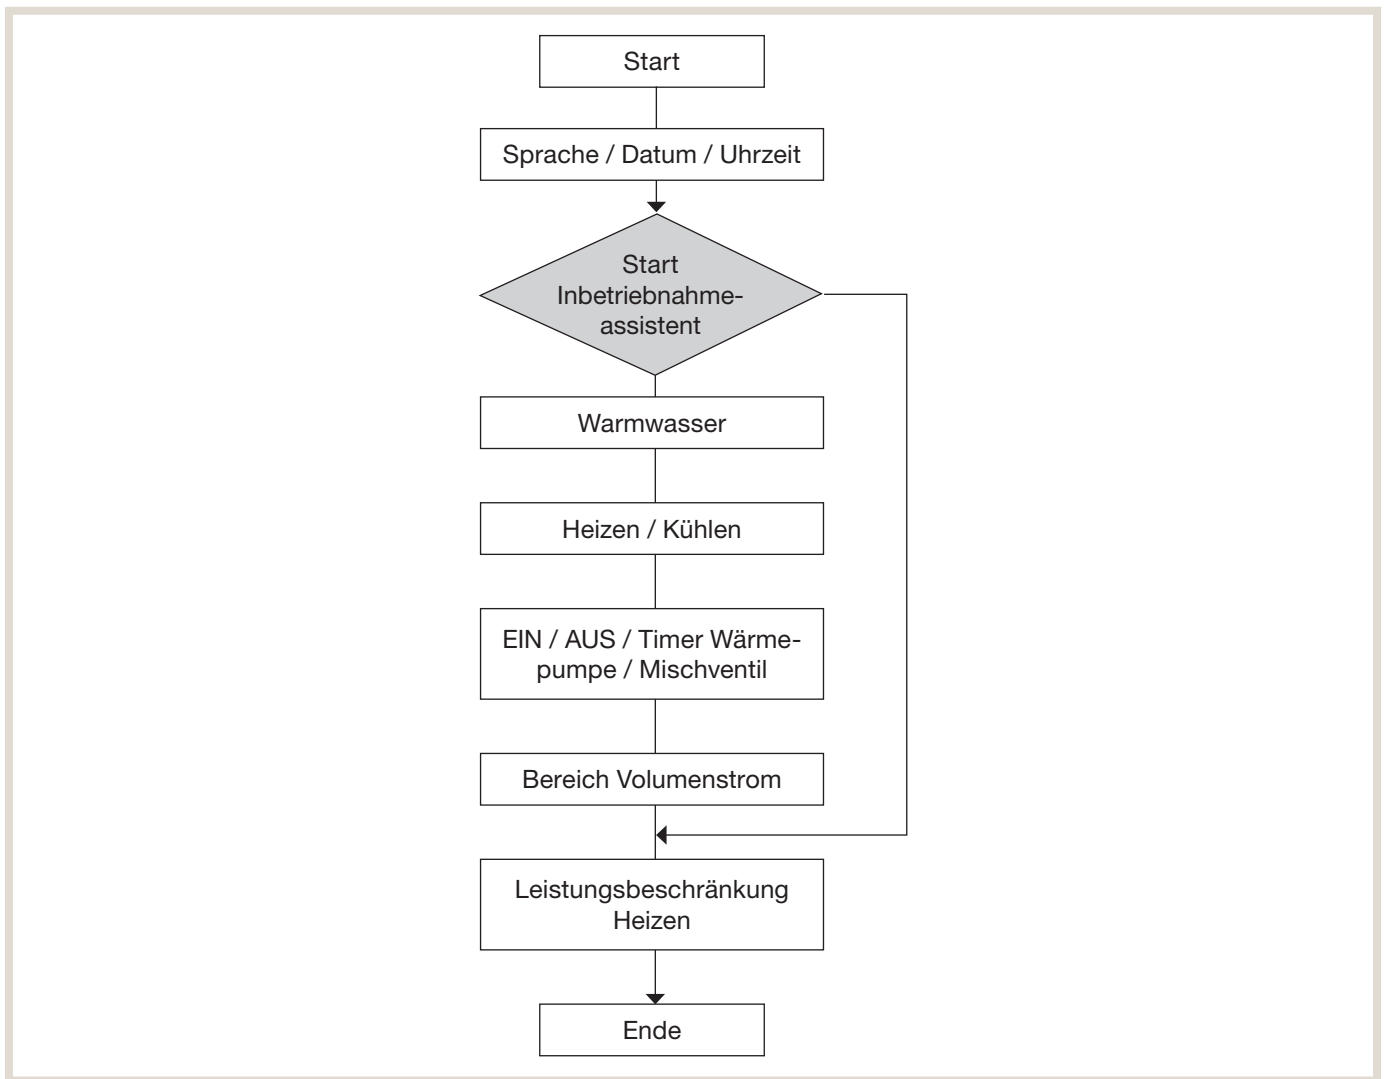 Start
Sprache / Datum / Uhrzeit
Start
Inbetriebnahme-
assistent
Warmwasser
Heizen / Kühlen
EIN / AUS / Timer Wärme-
pumpe / Mischventil
Bereich Volumenstrom
Leistungsbeschränkung
Heizen
Ende